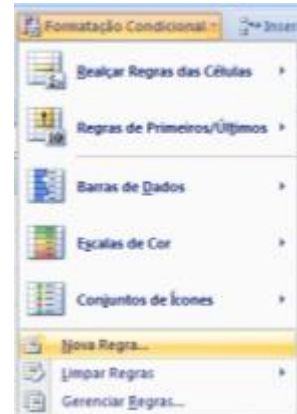 Formatação Condicional Inser
Realçar Regras das Células
Regras de Primeiros/Últimos
Barras de Dados
Escalas de Cor
Conjuntos de Ícones
Nova Regra...
Limpar Regras
Gerenciar Regras...